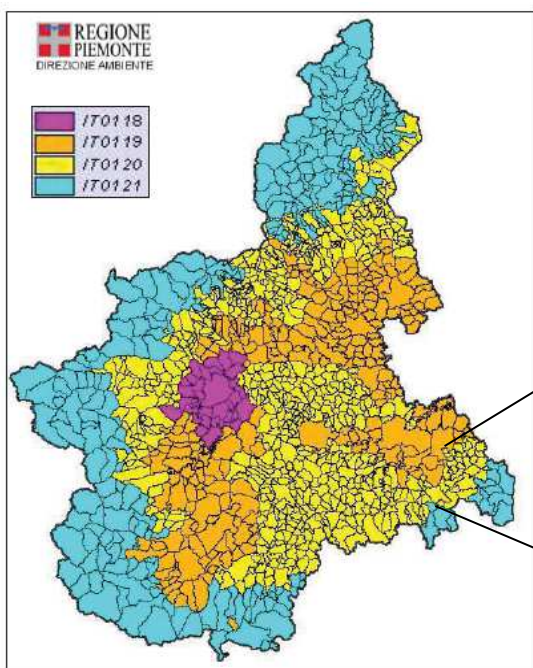 REGIONE
PIEMONTE
DIREZIONE AMBIENTE
IT0118
IT0119
IT0120
IT0121